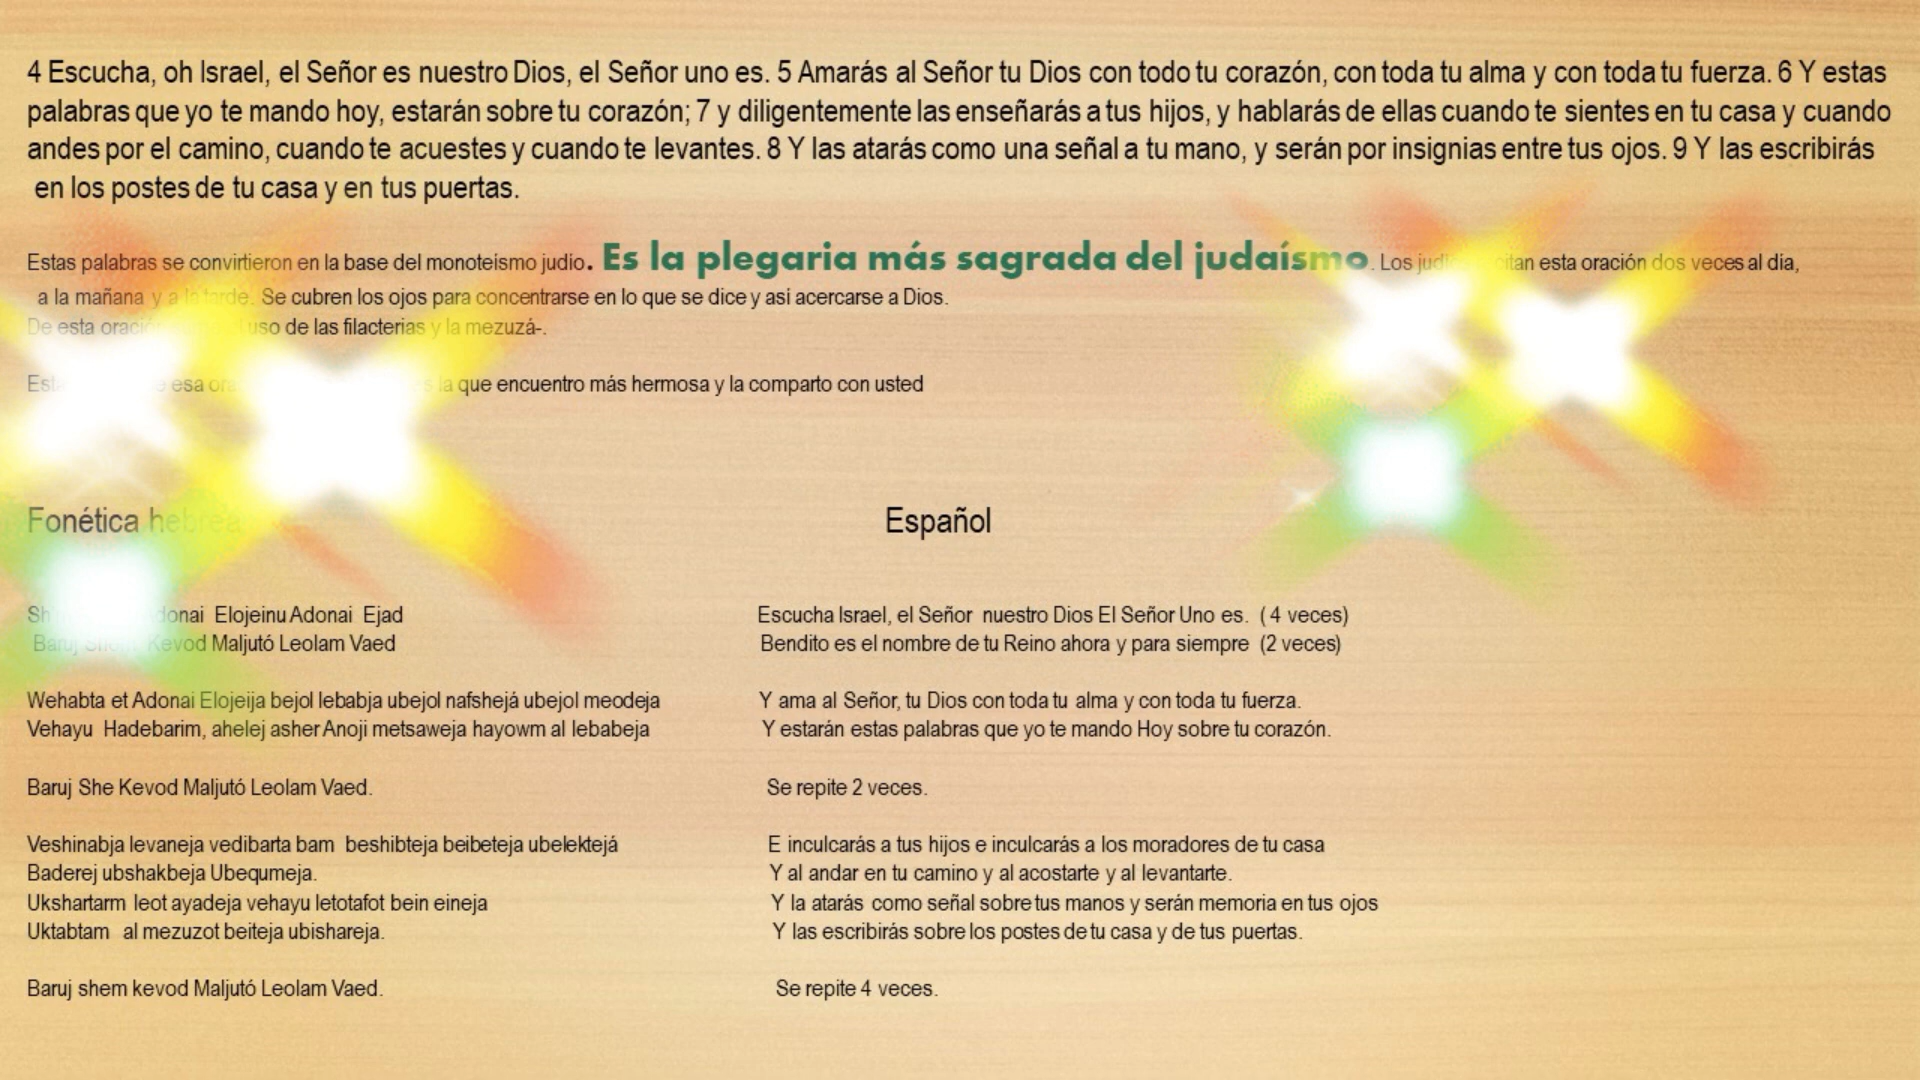 4 Escucha, oh Israel, el Señor es nuestro Dios, el Señor uno es. 5 Amarás al Señor tu Dios con todo tu corazón, con toda tu alma y con toda tu fuerza. 6 Y estas
palabras que yo te mando hoy, estarán sobre tu corazón; 7 y diligentemente las enseñarás a tus hijos, y hablarás de ellas cuando te sientes en tu casa y cuando
andes por el camino, cuando te acuestes y cuando te levantes. 8 Y las atarás como una señal a tu mano, y serán por insignias entre tus ojos. 9 Y las escribirás
en los postes de tu casa y en tus puertas.
Estas palabras se convirtieron en la base del monoteísmo judio. Es la plegaria más sagrada del judaísmo. Los esta oración dos veces al dia,
a la mañana y a la tarde. Se cubren los ojos para concentrarse en lo que se dice y asi acercarse a Dios.
De esta uso de las filacterias y la mezuzá-.
esa la que encuentro más hermosa y la comparto con usted
Fonética hebrea Español
Elojeinu Adonai Ejad Escucha Israel, el Señor nuestro Dios El Señor Uno es. ( 4 veces)
Baruj Shem Kevod Maljutó Leolam Vaed Bendito es el nombre de tu Reino ahora y para siempre (2 veces)
Wehabta et Adonai Elojeija bejol lebabja ubejol nafshejá ubejol meodeja Y ama al Señor, tu Dios con toda tu alma y con toda tu fuerza.
Vehayu Hadebarim, ahelej asher Anoji metsaweja hayowm al lebabeja Y estarán estas palabras que yo te mando Hoy sobre tu corazón.
Baruj She Kevod Maljutó Leolam Vaed. Se repite 2 veces.
Veshinabja levaneja vedibarta bam beshibteja beibeteja ubelektejá E inculcarás a tus hijos e inculcarás a los moradores de tu casa
Baderej ubshakbeja Ubequmeja. Y al andar en tu camino y al acostarte y al levantarte.
Ukshartarm leot ayadeja vehayu letotafot bein eineja Y la atarás como señal sobre tus manos y serán memoria en tus ojos
Uktabtam al mezuzot beiteja ubishareja. Y las escribirás sobre los postes de tu casa y de tus puertas.
Baruj shem kevod Maljutó Leolam Vaed. Se repite 4 veces.